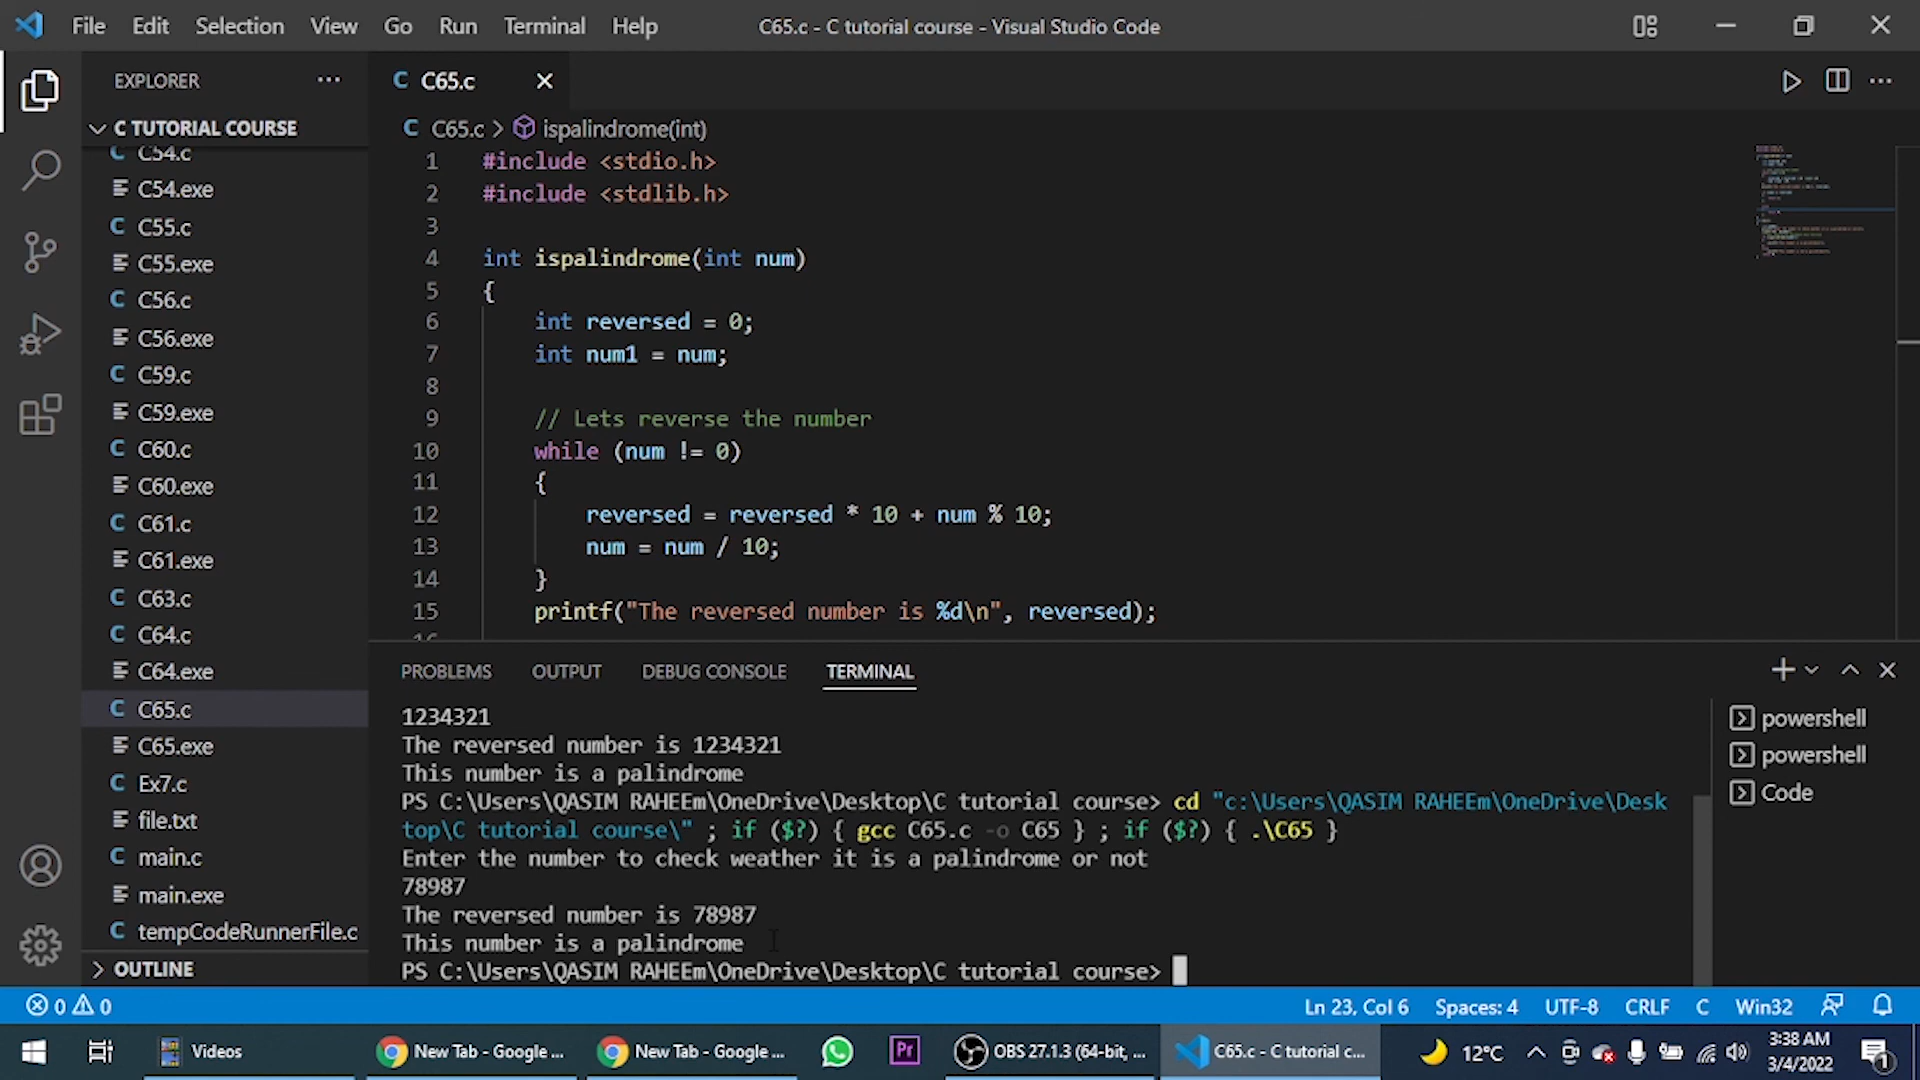 File Edit Selection View Go Run Terminal Help
C65.c - C tutorial course - Visual Studio Code
EXPLORER
C65.c
C TUTORIAL COURSE
C54.c
C54.exe
C55.c
C55.exe
C56.c
C56.exe
C59.c
C59.exe
C60.c
C60.exe
C61.c
C61.exe
C63.c
C64.c
C64.exe
C65.c
C65.exe
Ex7.c
file.txt
main.c
main.exe
tempCodeRunnerFile.c
OUTLINE
C65.c > ispalindrome(int)
1 #include <stdio.h>
2 #include <stdlib.h>
3
4 int ispalindrome(int num)
5 {
6 int reversed = 0;
7 int num1 = num;
8
9 // Lets reverse the number
10 while (num != 0)
11 {
12 reversed = reversed * 10 + num % 10;
13 num = num / 10;
14 }
15 printf("The reversed number is %d\n", reversed);
16
PROBLEMS OUTPUT DEBUG CONSOLE TERMINAL
1234321
The reversed number is 1234321
This number is a palindrome
PS C:\Users\QASIM RAHEEm\OneDrive\Desktop\C tutorial course> cd "c:\Users\QASIM RAHEEm\OneDrive\Desk
top\C tutorial course\" ; if ($?) { gcc C65.c -o C65 } ; if ($?) { .\C65 }
Enter the number to check weather it is a palindrome or not
78987
The reversed number is 78987
This number is a palindrome
PS C:\Users\QASIM RAHEEm\OneDrive\Desktop\C tutorial course>
powershell
powershell
Code
0 0
Ln 23, Col 6 Spaces: 4 UTF-8 CRLF C Win32
Videos
New Tab - Google ...
New Tab - Google ...
Pr
OBS 27.1.3 (64-bit, ...
C65.c - C tutorial c...
12°C
3:38 AM
3/4/2022
1